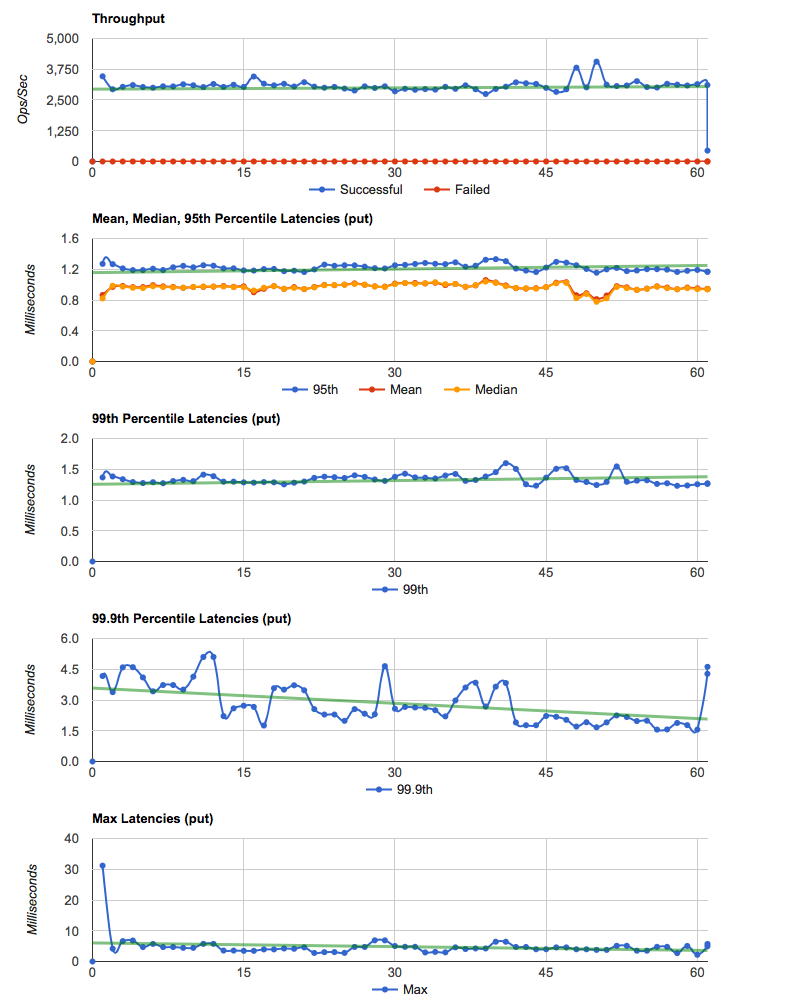 Throughput
Ops/Sec
5,000
3,750
2,500
1,250
0
0 15 30 45 60
Successful Failed
Mean, Median, 95th Percentile Latencies (put)
Milliseconds
1.6
1.2
0.8
0.4
0.0
0 15 30 45 60
95th Mean Median
99th Percentile Latencies (put)
Milliseconds
2.0
1.5
1.0
0.5
0.0
0 15 30 45 60
99th
99.9th Percentile Latencies (put)
Milliseconds
6.0
4.5
3.0
1.5
0.0
0 15 30 45 60
99.9th
Max Latencies (put)
Milliseconds
40
30
20
10
0
0 15 30 45 60
Max